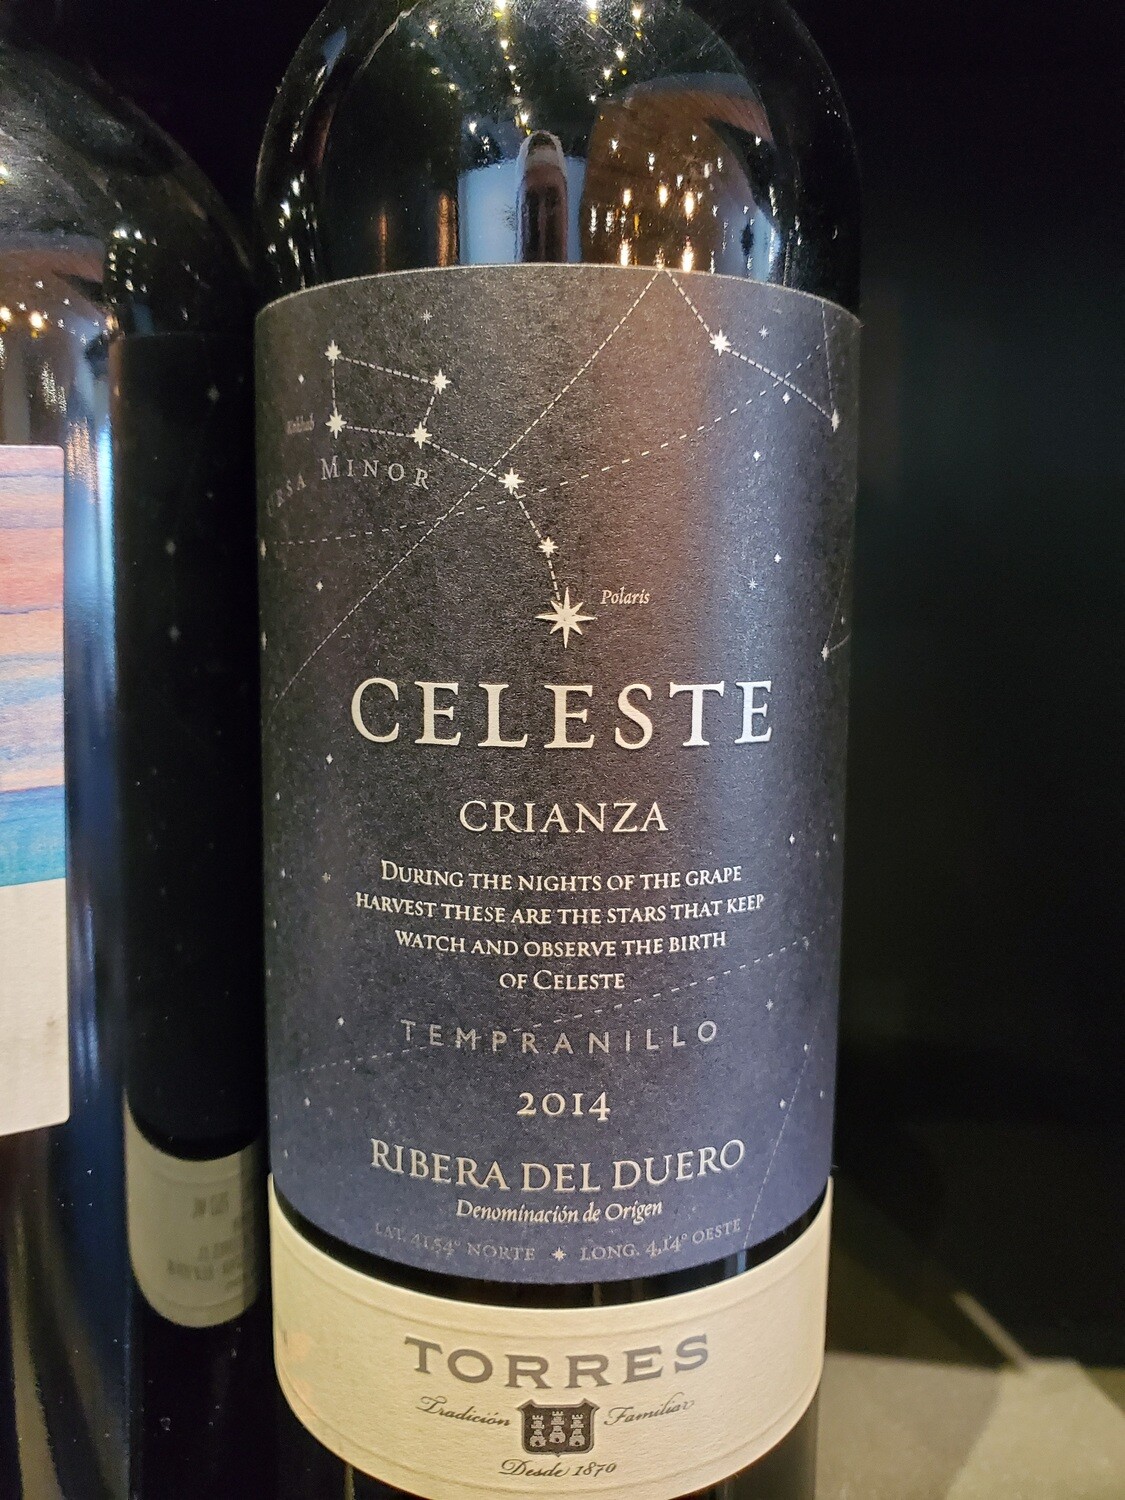 URSA MINOR
Polaris
CELESTE
CRIANZA
DURING THE NIGHTS OF THE GRAPE
HARVEST THESE ARE THE STARS THAT KEEP
WATCH AND OBSERVE THE BIRTH
OF CELESTE
TEMPRANILLO
2014
RIBERA DEL DUERO
Denominación de Origen
LAT. 41,54º NORTE LONG. 4,14º OESTE
TORRES
Tradición Familiar
Desde 1870